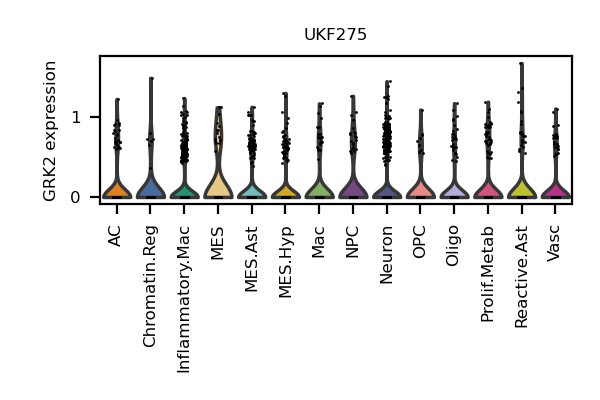 UKF275
GRK2 expression
1
0
AC
Chromatin.Reg
Inflammatory.Mac
MES
MES.Ast
MES.Hyp
Mac
NPC
Neuron
OPC
Oligo
Prolif.Metab
Reactive.Ast
Vasc